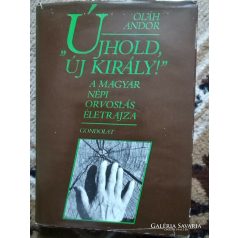 OLÁH
ANDOR
„ÚJHOLD,
ÚJ KIRÁLY!”
A MAGYAR
NÉPI
ORVOSLÁS
ÉLETRAJZA
GONDOLAT
GALÉRIA SAVARIA